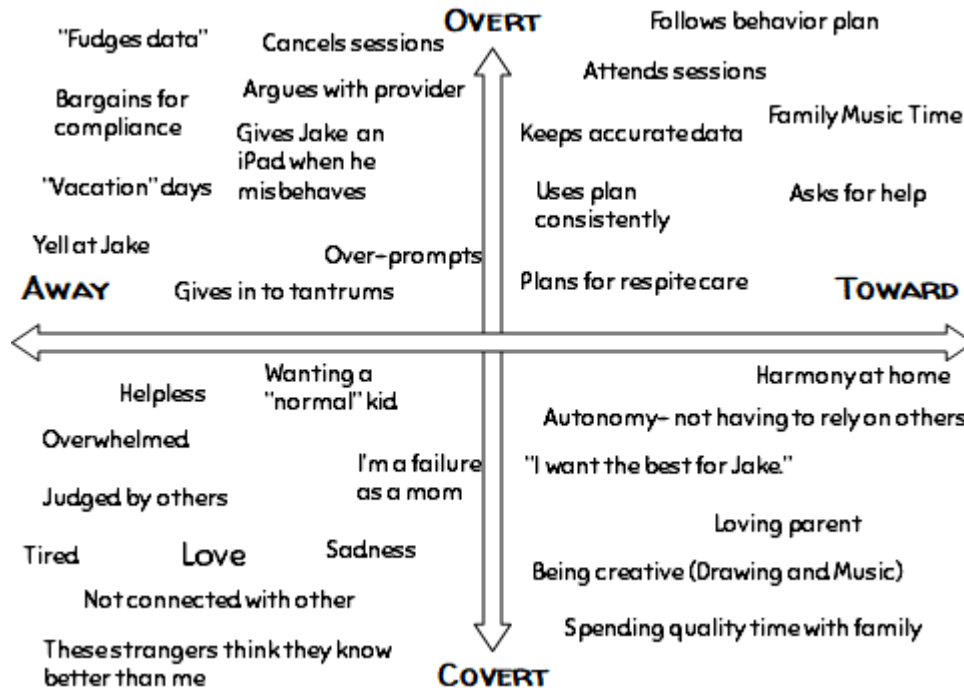 OVERT
"Fudges data"
Cancels sessions
Bargains for
compliance
Argues with provider
Gives Jake an
iPad when he
misbehaves
"Vacation" days
Yell at Jake
Over-prompts
AWAY
Gives in to tantrums
Follows behavior plan
Attends sessions
Family Music Time
Keeps accurate data
Uses plan
consistently
Asks for help
Plans for respite care
TOWARD
Helpless
Wanting a
"normal" kid
Overwhelmed
I'm a failure
as a mom
Judged by others
Tired
Love
Sadness
Not connected with other
These strangers think they know
better than me
Harmony at home
Autonomy- not having to rely on others
"I want the best for Jake."
Loving parent
Being creative (Drawing and Music)
Spending quality time with family
COVERT